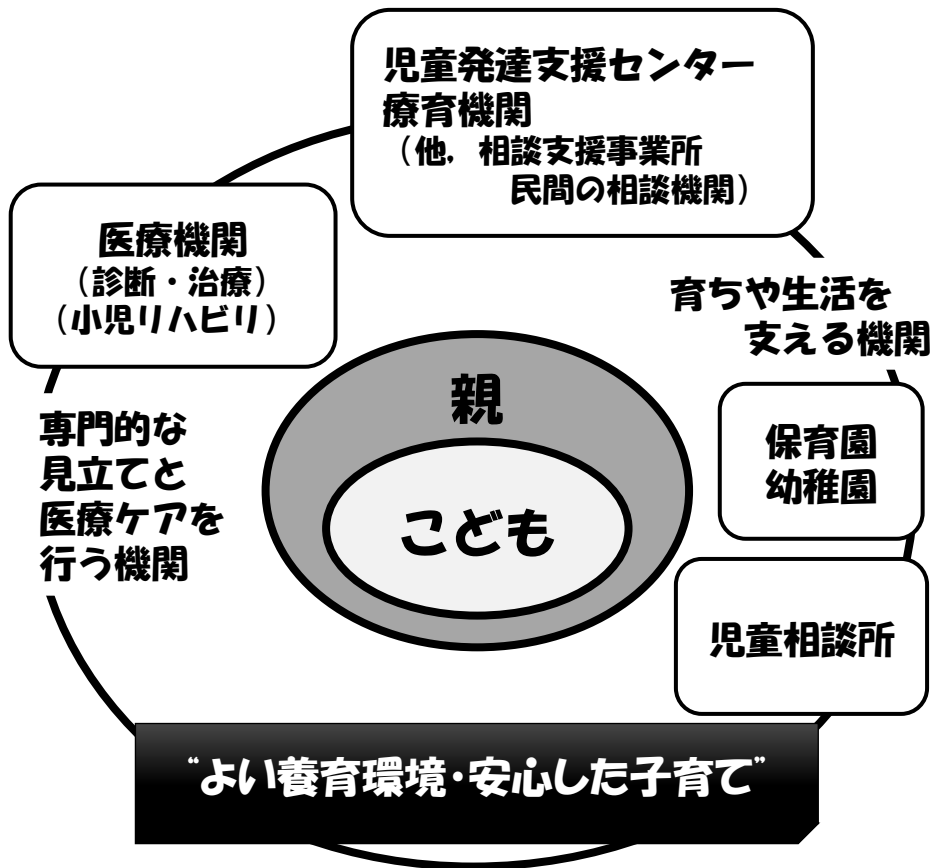 児童発達支援センター
療育機関
（他，相談支援事業所
民間の相談機関）
医療機関
（診断・治療）
（小児リハビリ）
育ちや生活を
支える機関
親
こども
専門的な
見立てと
医療ケアを
行う機関
保育園
幼稚園
児童相談所
“よい養育環境・安心した子育て”